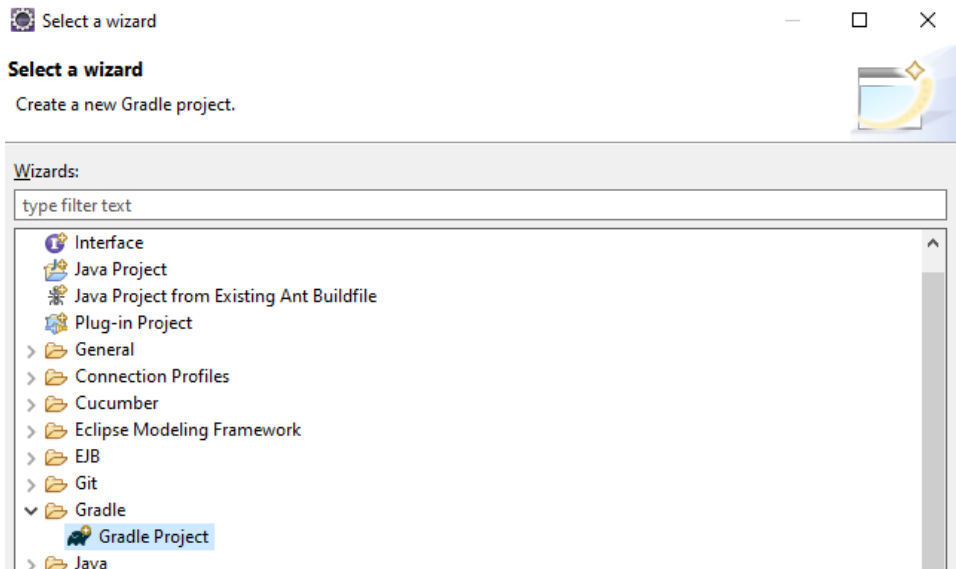 Select a wizard
Select a wizard
Create a new Gradle project.
Wizards:
type filter text
Interface
Java Project
Java Project from Existing Ant Buildfile
Plug-in Project
General
Connection Profiles
Cucumber
Eclipse Modeling Framework
EJB
Git
Gradle
Gradle Project
Java